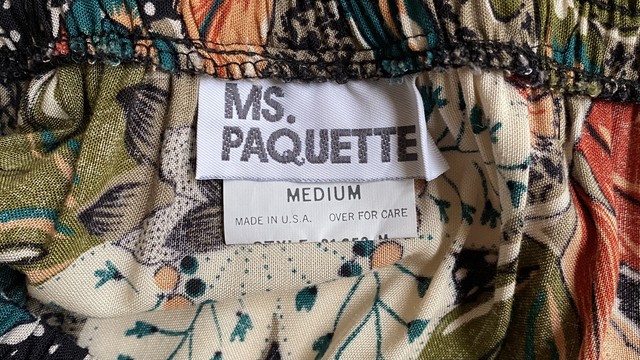 MS.
PAQUETTE
MEDIUM
MADE IN U.S.A. OVER FOR CARE